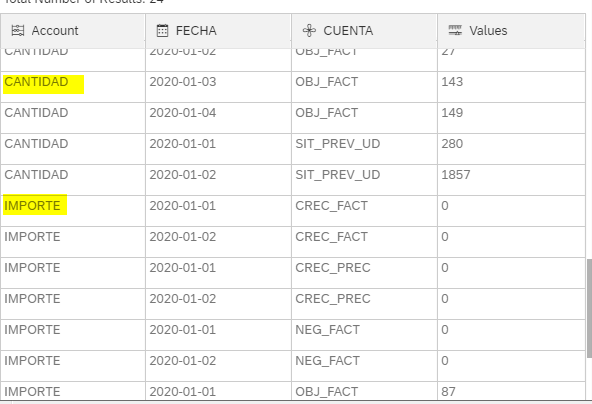 Total Number of Results: 24
Account FECHA CUENTA Values
CANTIDAD 2020-01-02 OBJ_FACT 27
CANTIDAD 2020-01-03 OBJ_FACT 143
CANTIDAD 2020-01-04 OBJ_FACT 149
CANTIDAD 2020-01-01 SIT_PREV_UD 280
CANTIDAD 2020-01-02 SIT_PREV_UD 1857
IMPORTE 2020-01-01 CREC_FACT 0
IMPORTE 2020-01-02 CREC_FACT 0
IMPORTE 2020-01-01 CREC_PREC 0
IMPORTE 2020-01-02 CREC_PREC 0
IMPORTE 2020-01-01 NEG_FACT 0
IMPORTE 2020-01-02 NEG_FACT 0
IMPORTE 2020-01-01 OBJ_FACT 87